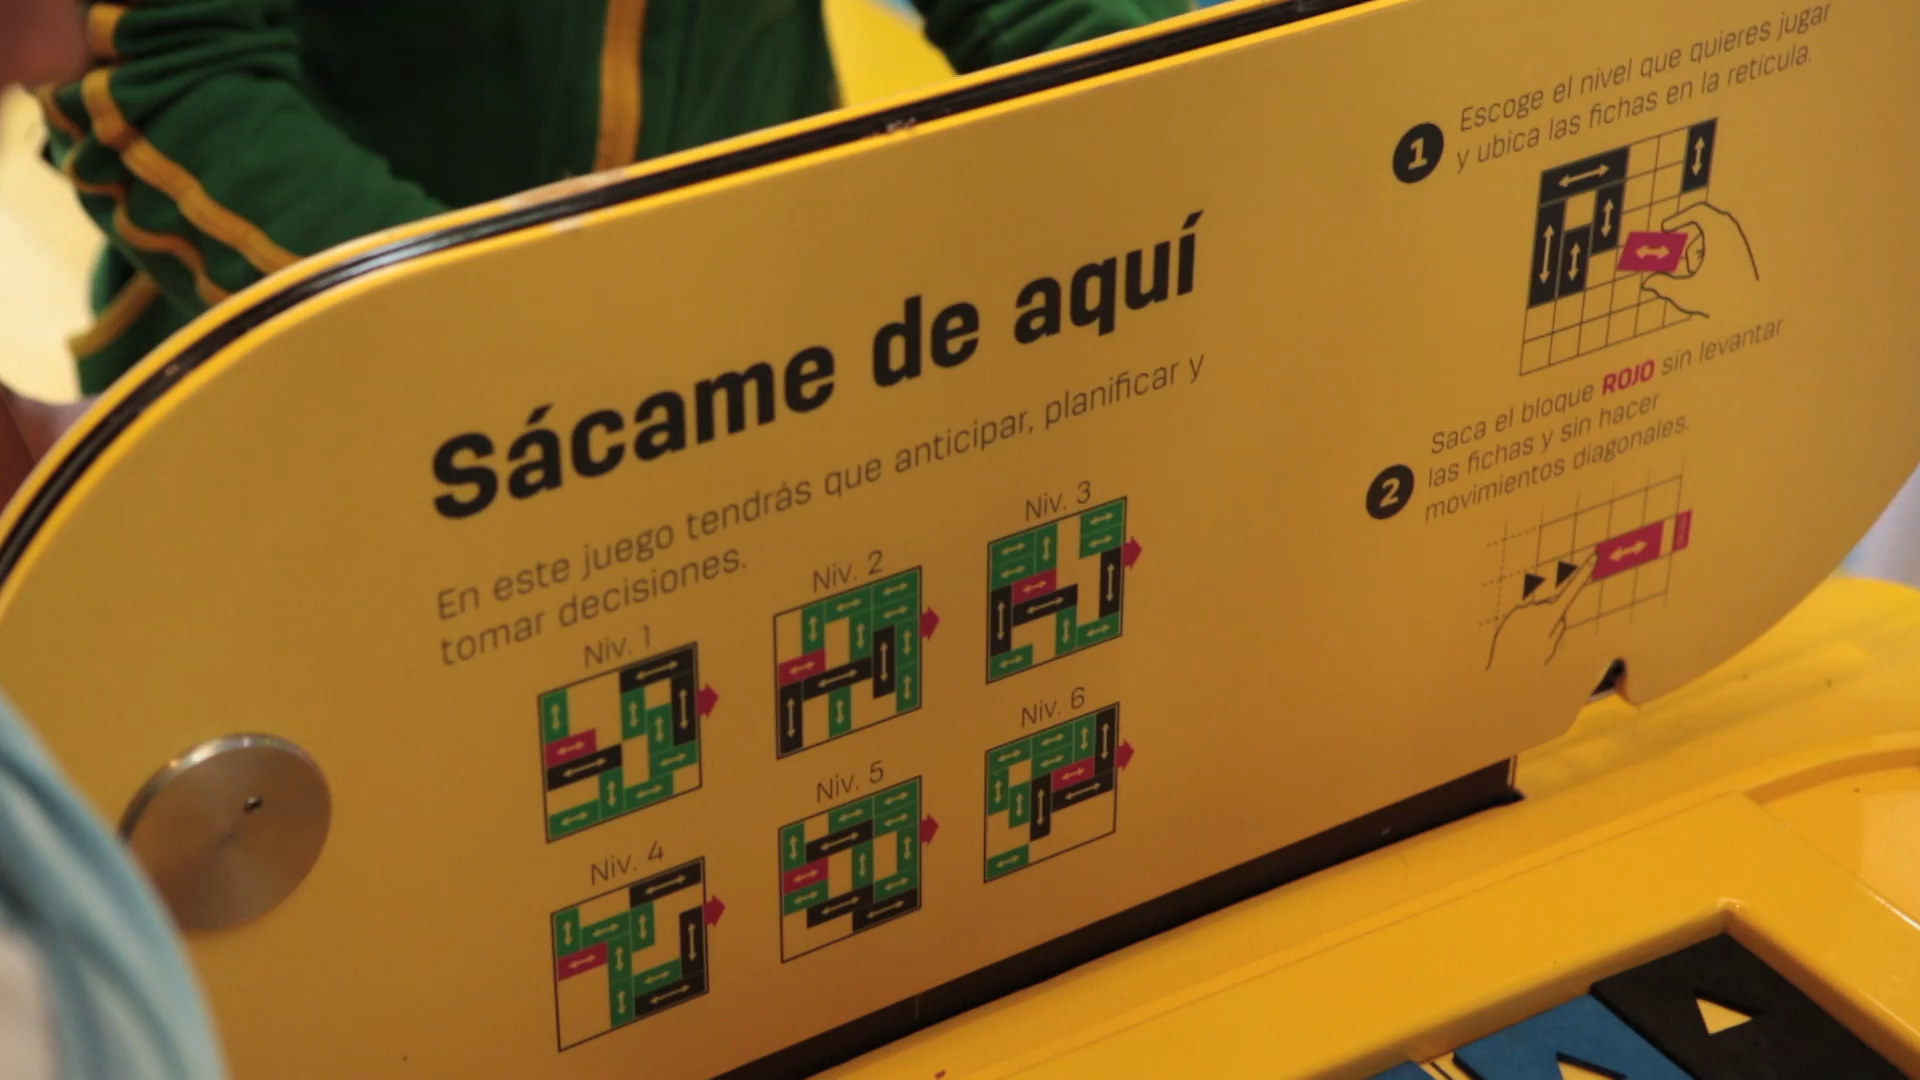 Sácame de aquí
En este juego tendrás que anticipar, planificar y
tomar decisiones.
Niv. 1
Niv. 2
Niv. 3
Niv. 4
Niv. 5
Niv. 6
1
Escoge el nivel que quieres jugar
y ubica las fichas en la retícula.
2
Saca el bloque ROJO sin levantar
las fichas y sin hacer
movimientos diagonales.